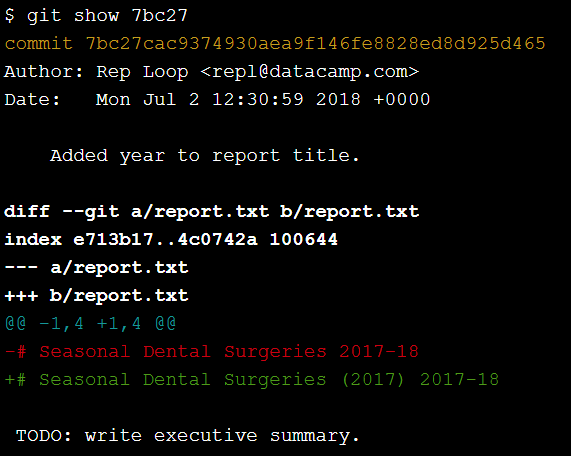 $ git show 7bc27
commit 7bc27cac9374930aea9f146fe8828ed8d925d465
Author: Rep Loop <repl@datacamp.com>
Date:   Mon Jul 2 12:30:59 2018 +0000

    Added year to report title.

diff --git a/report.txt b/report.txt
index e713b17..4c0742a 100644
--- a/report.txt
+++ b/report.txt
@@ -1,4 +1,4 @@
-# Seasonal Dental Surgeries 2017-18
+# Seasonal Dental Surgeries (2017) 2017-18

 TODO: write executive summary.